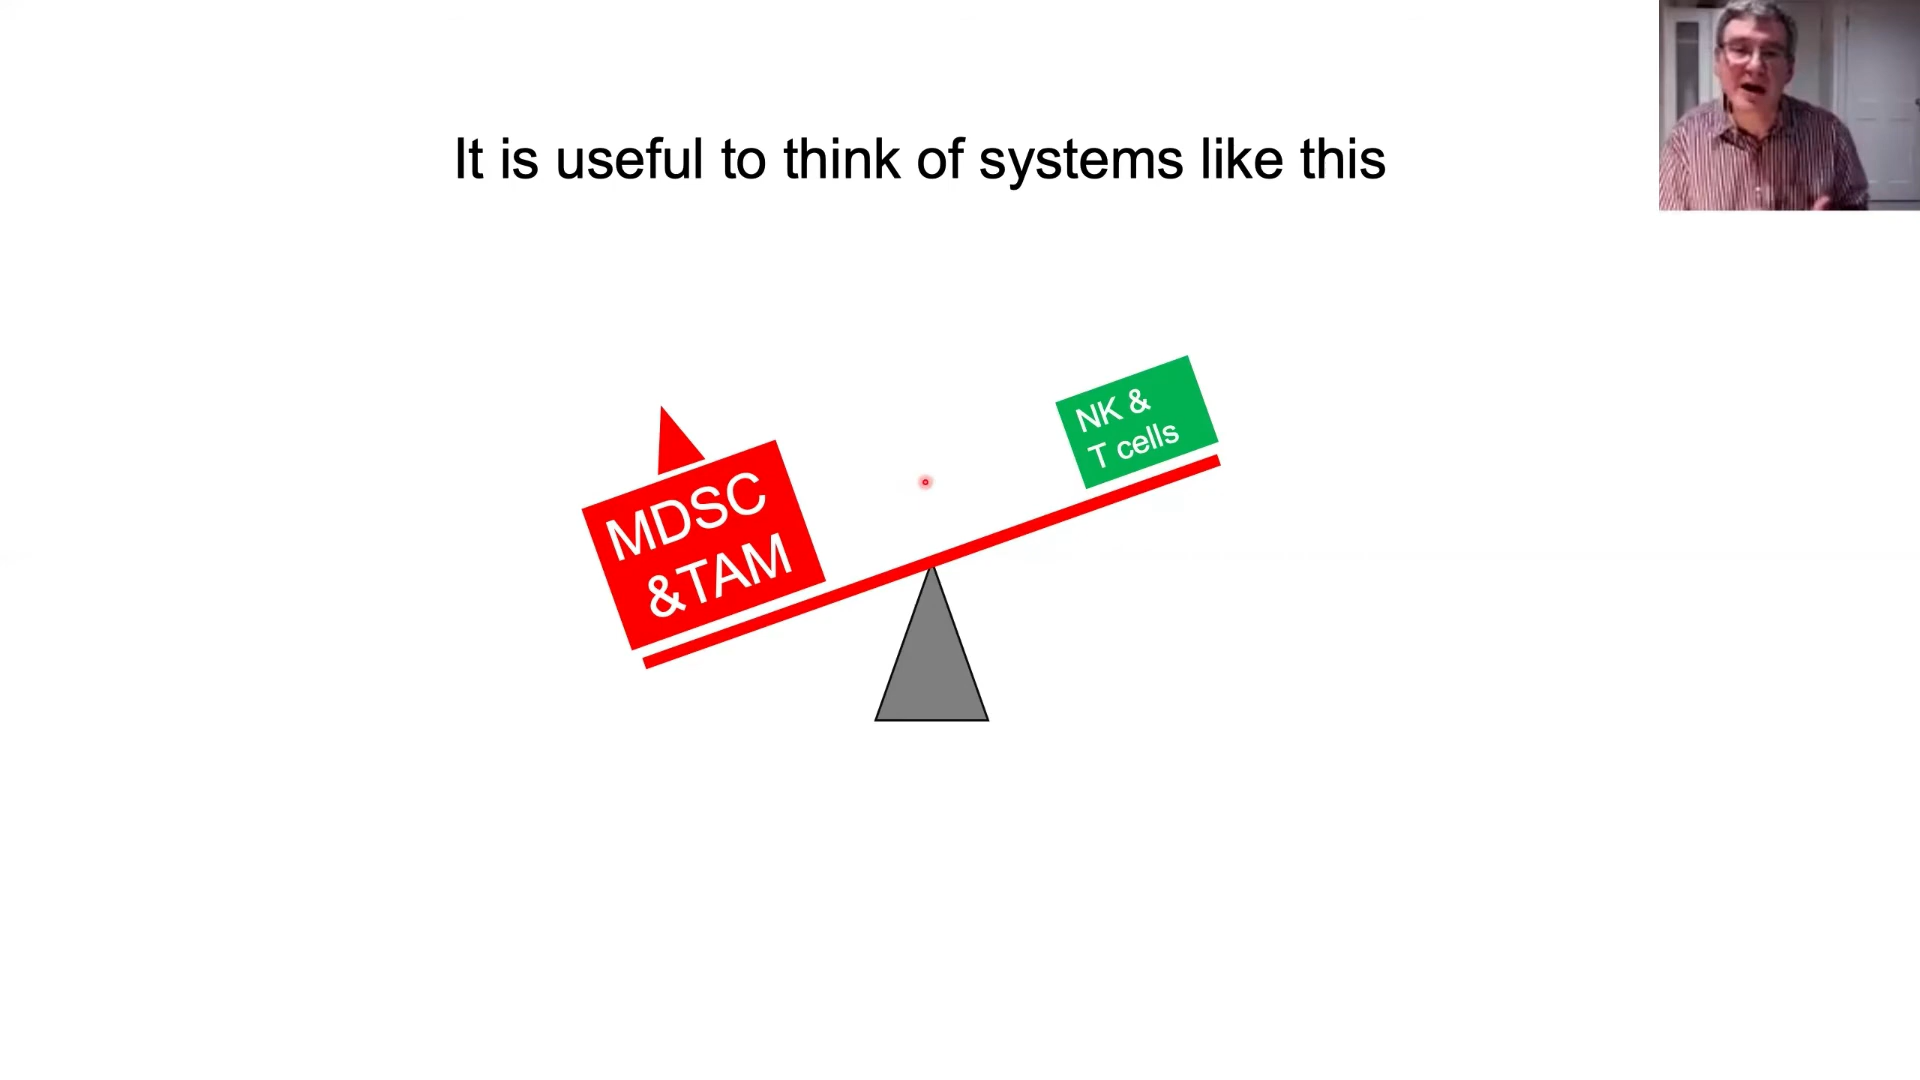 It is useful to think of systems like this
NK &
T cells
MDSC
&TAM